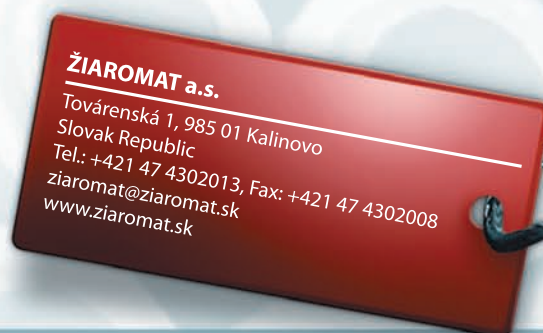 ŽIAROMAT a.s.
Továrenská 1, 985 01 Kalinovo
Slovak Republic
Tel.: +421 47 4302013, Fax: +421 47 4302008
ziaromat@ziaromat.sk
www.ziaromat.sk